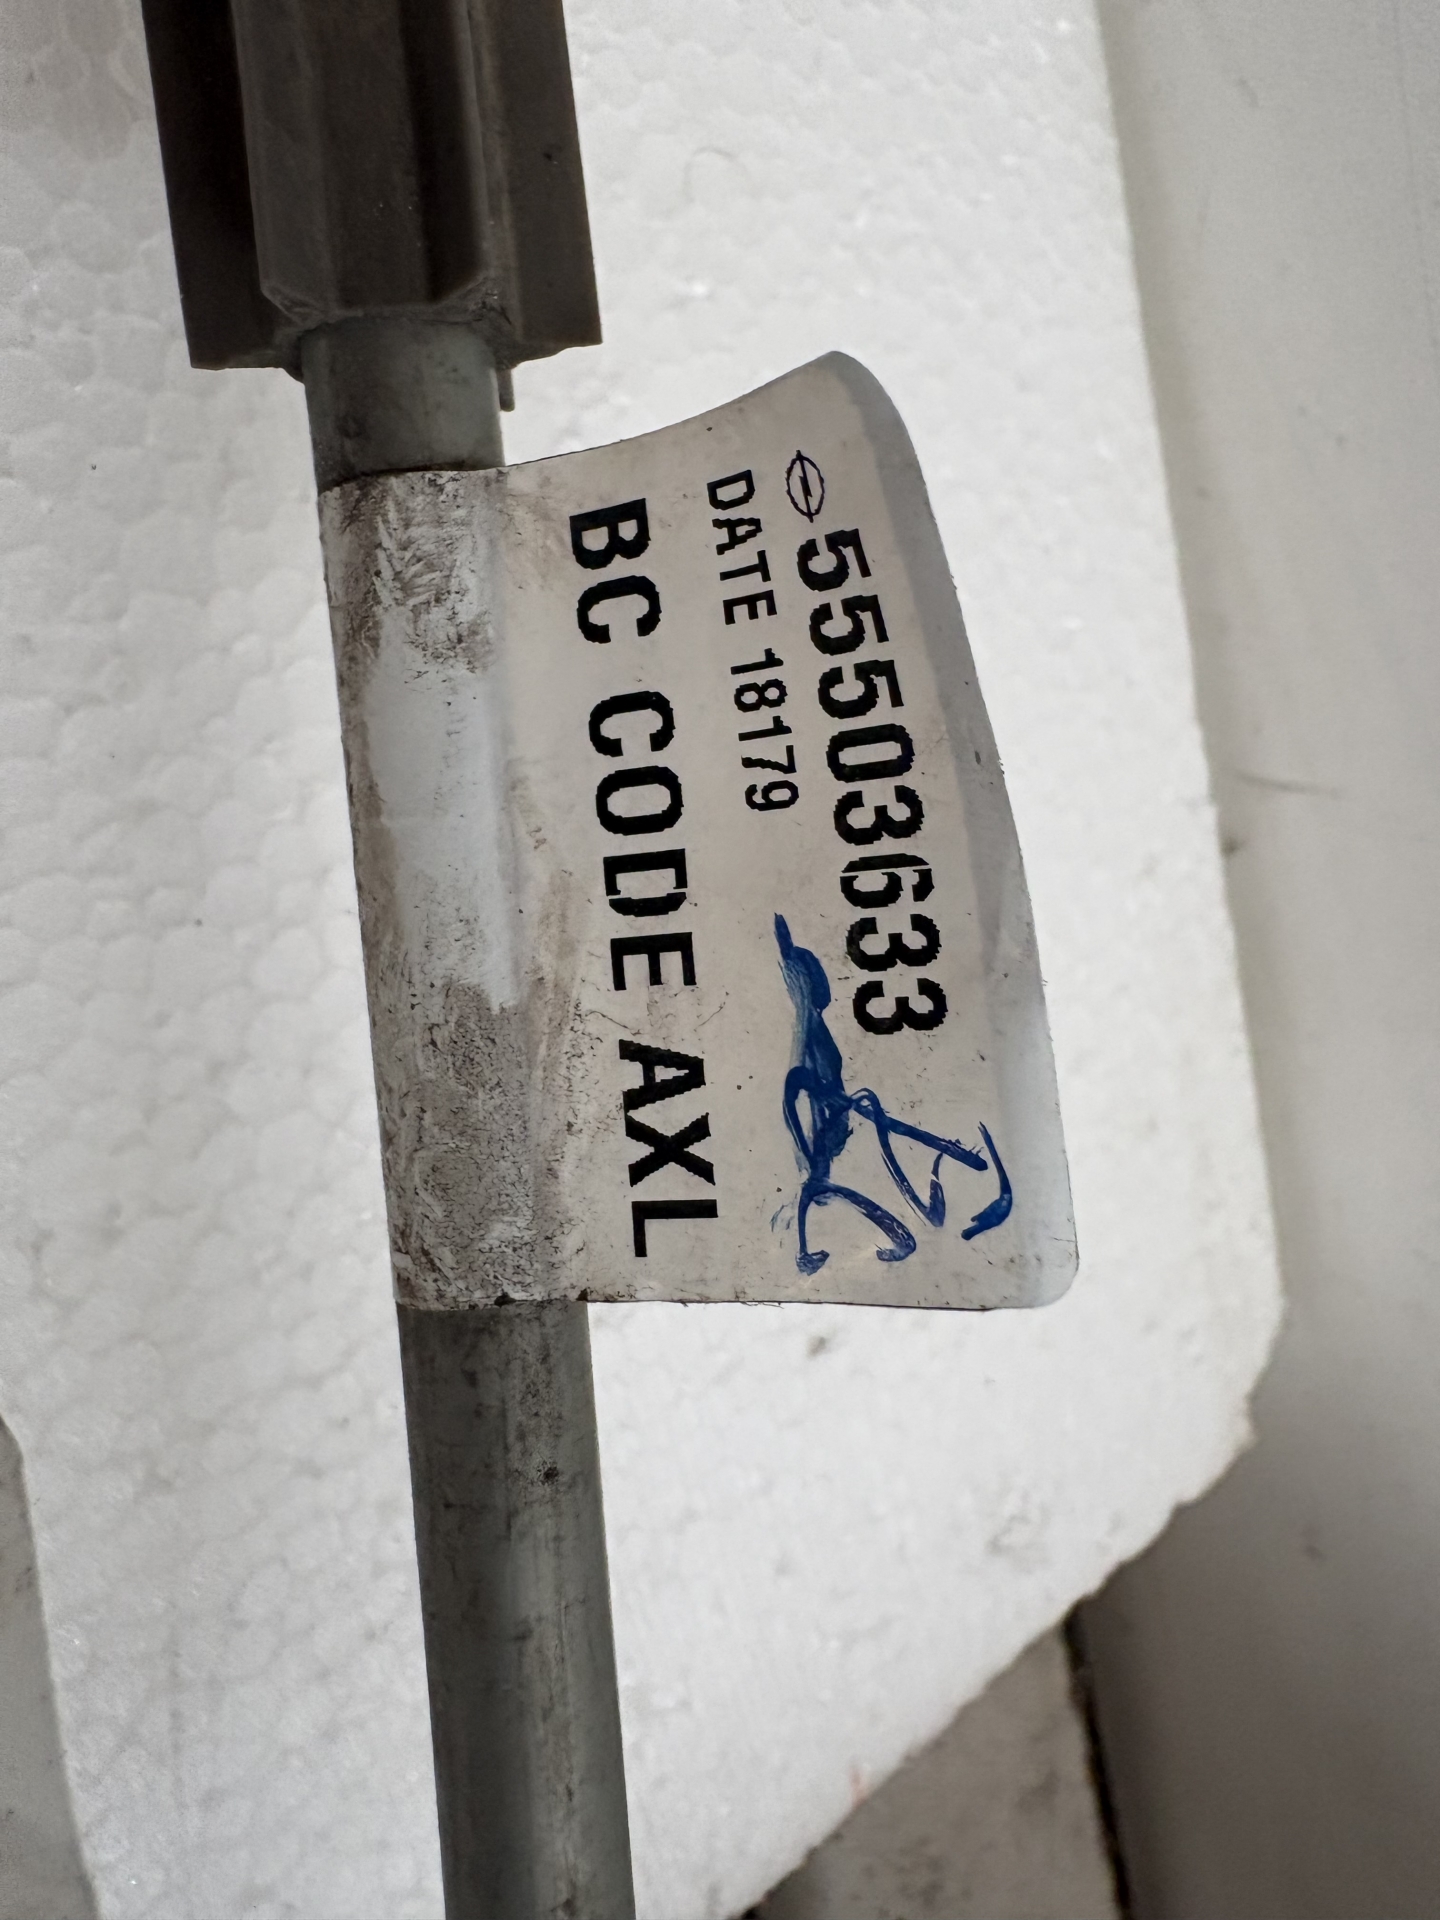 55503633
DATE 18179
BC CODE AXL